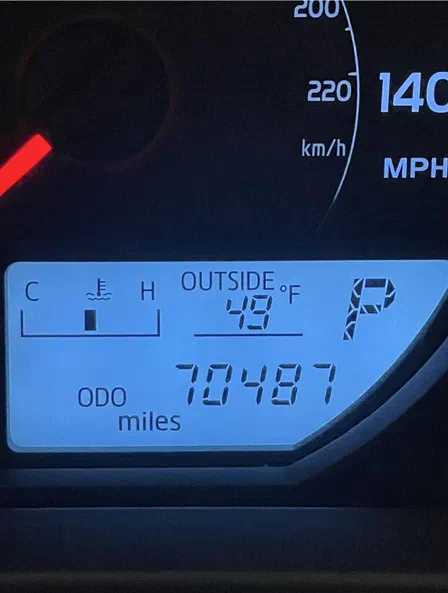 200
220
140
km/h
MPH
C H OUTSIDE °F
49
P
70487
ODO
miles